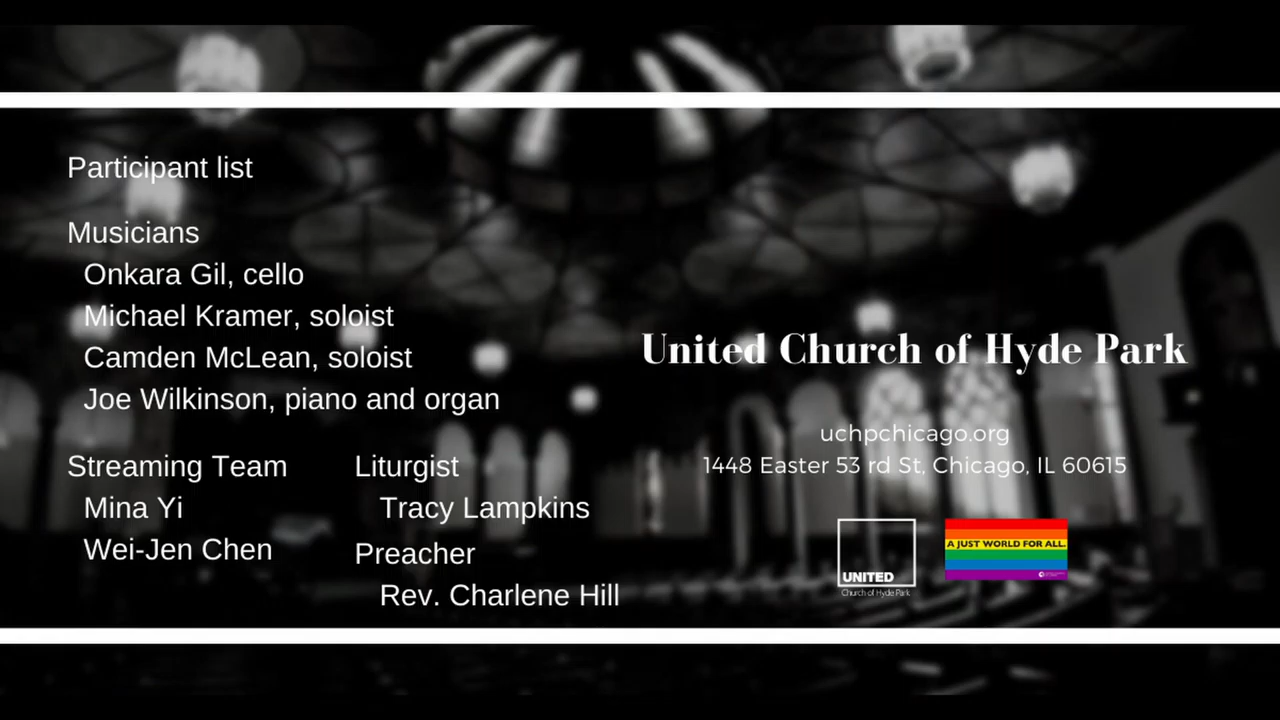 Participant list
Musicians
Onkara Gil, cello
Michael Kramer, soloist
Camden McLean, soloist
Joe Wilkinson, piano and organ
Streaming Team
Mina Yi
Wei-Jen Chen
Liturgist
Tracy Lampkins
Preacher
Rev. Charlene Hill
United Church of Hyde Park
uchpchicago.org
1448 Easter 53 rd St, Chicago, IL 60615
UNITED
Church of Hyde Park
A JUST WORLD FOR ALL.